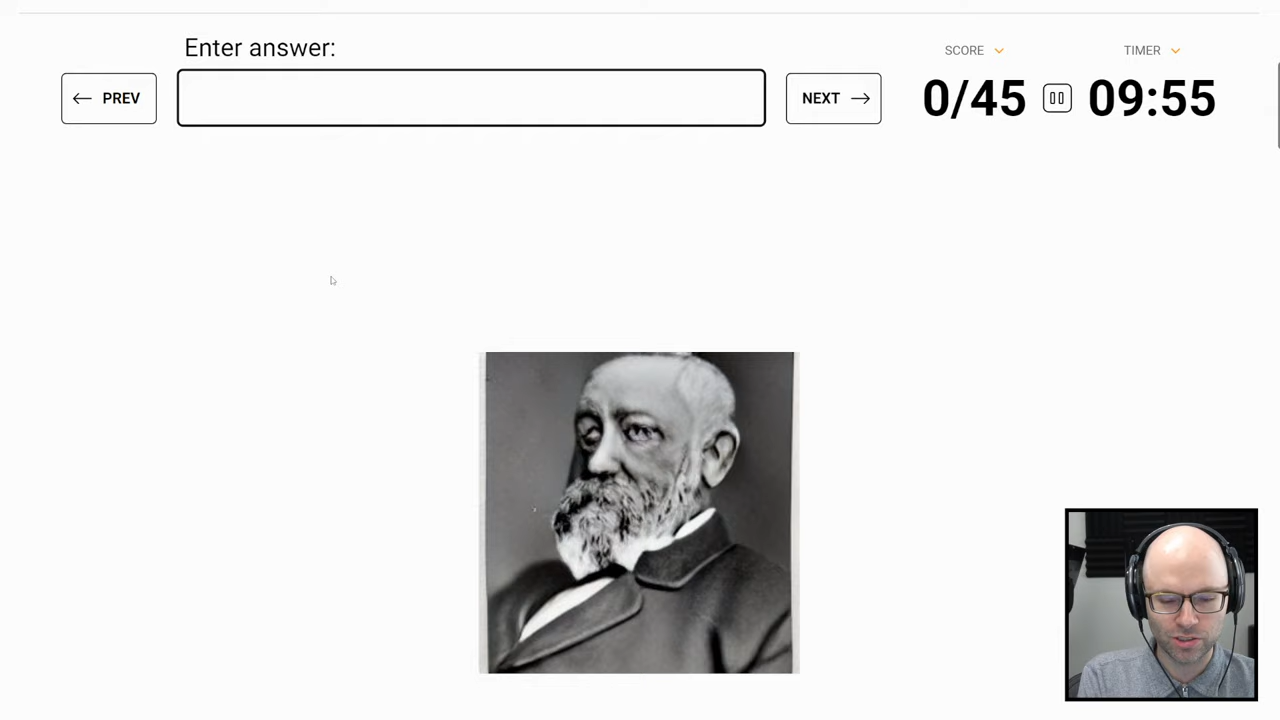 Enter answer:
SCORE
TIMER
← PREV
NEXT →
0/45
09:55